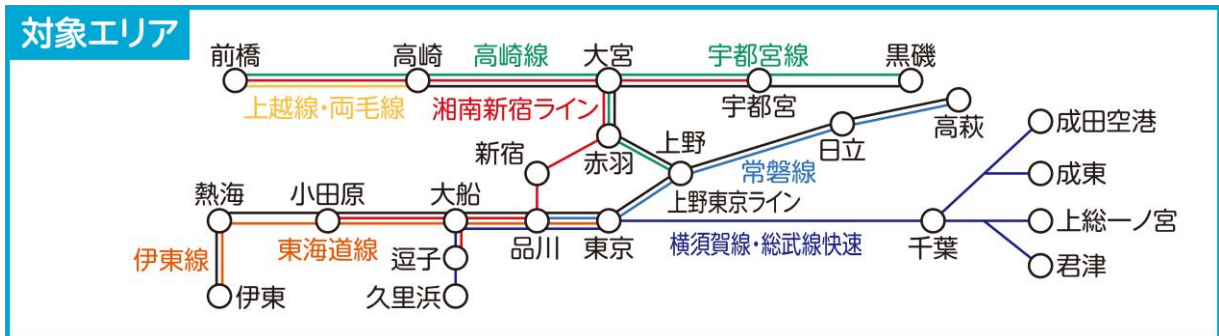 対象エリア
前橋
高崎
高崎線
大宮
宇都宮線
黒磯
上越線・両毛線
湘南新宿ライン
宇都宮
高萩
成田空港
新宿
赤羽
上野
日立
常磐線
成東
熱海
小田原
大船
上野東京ライン
上総一ノ宮
伊東線
東海道線
逗子
品川
東京
横須賀線・総武線快速
千葉
君津
伊東
久里浜